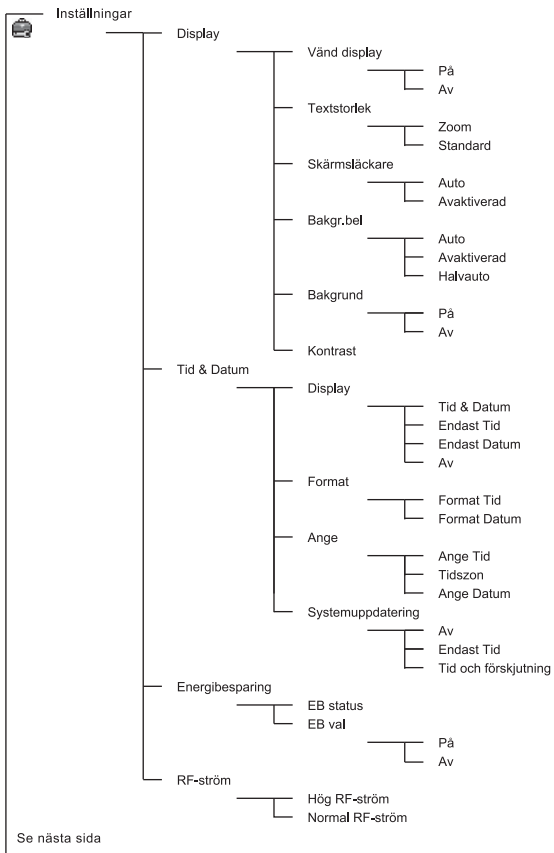 Inställningar
Display
Vänd display
På
Av
Textstorlek
Zoom
Standard
Skärmsläckare
Auto
Avaktiverad
Bakgr.bel
Auto
Avaktiverad
Halvauto
Bakgrund
På
Av
Kontrast
Tid & Datum
Display
Tid & Datum
Endast Tid
Endast Datum
Av
Format
Format Tid
Format Datum
Ange
Ange Tid
Tidszon
Ange Datum
Systemuppdatering
Av
Endast Tid
Tid och förskjutning
Energibesparing
EB status
EB val
På
Av
RF-ström
Hög RF-ström
Normal RF-ström
Se nästa sida